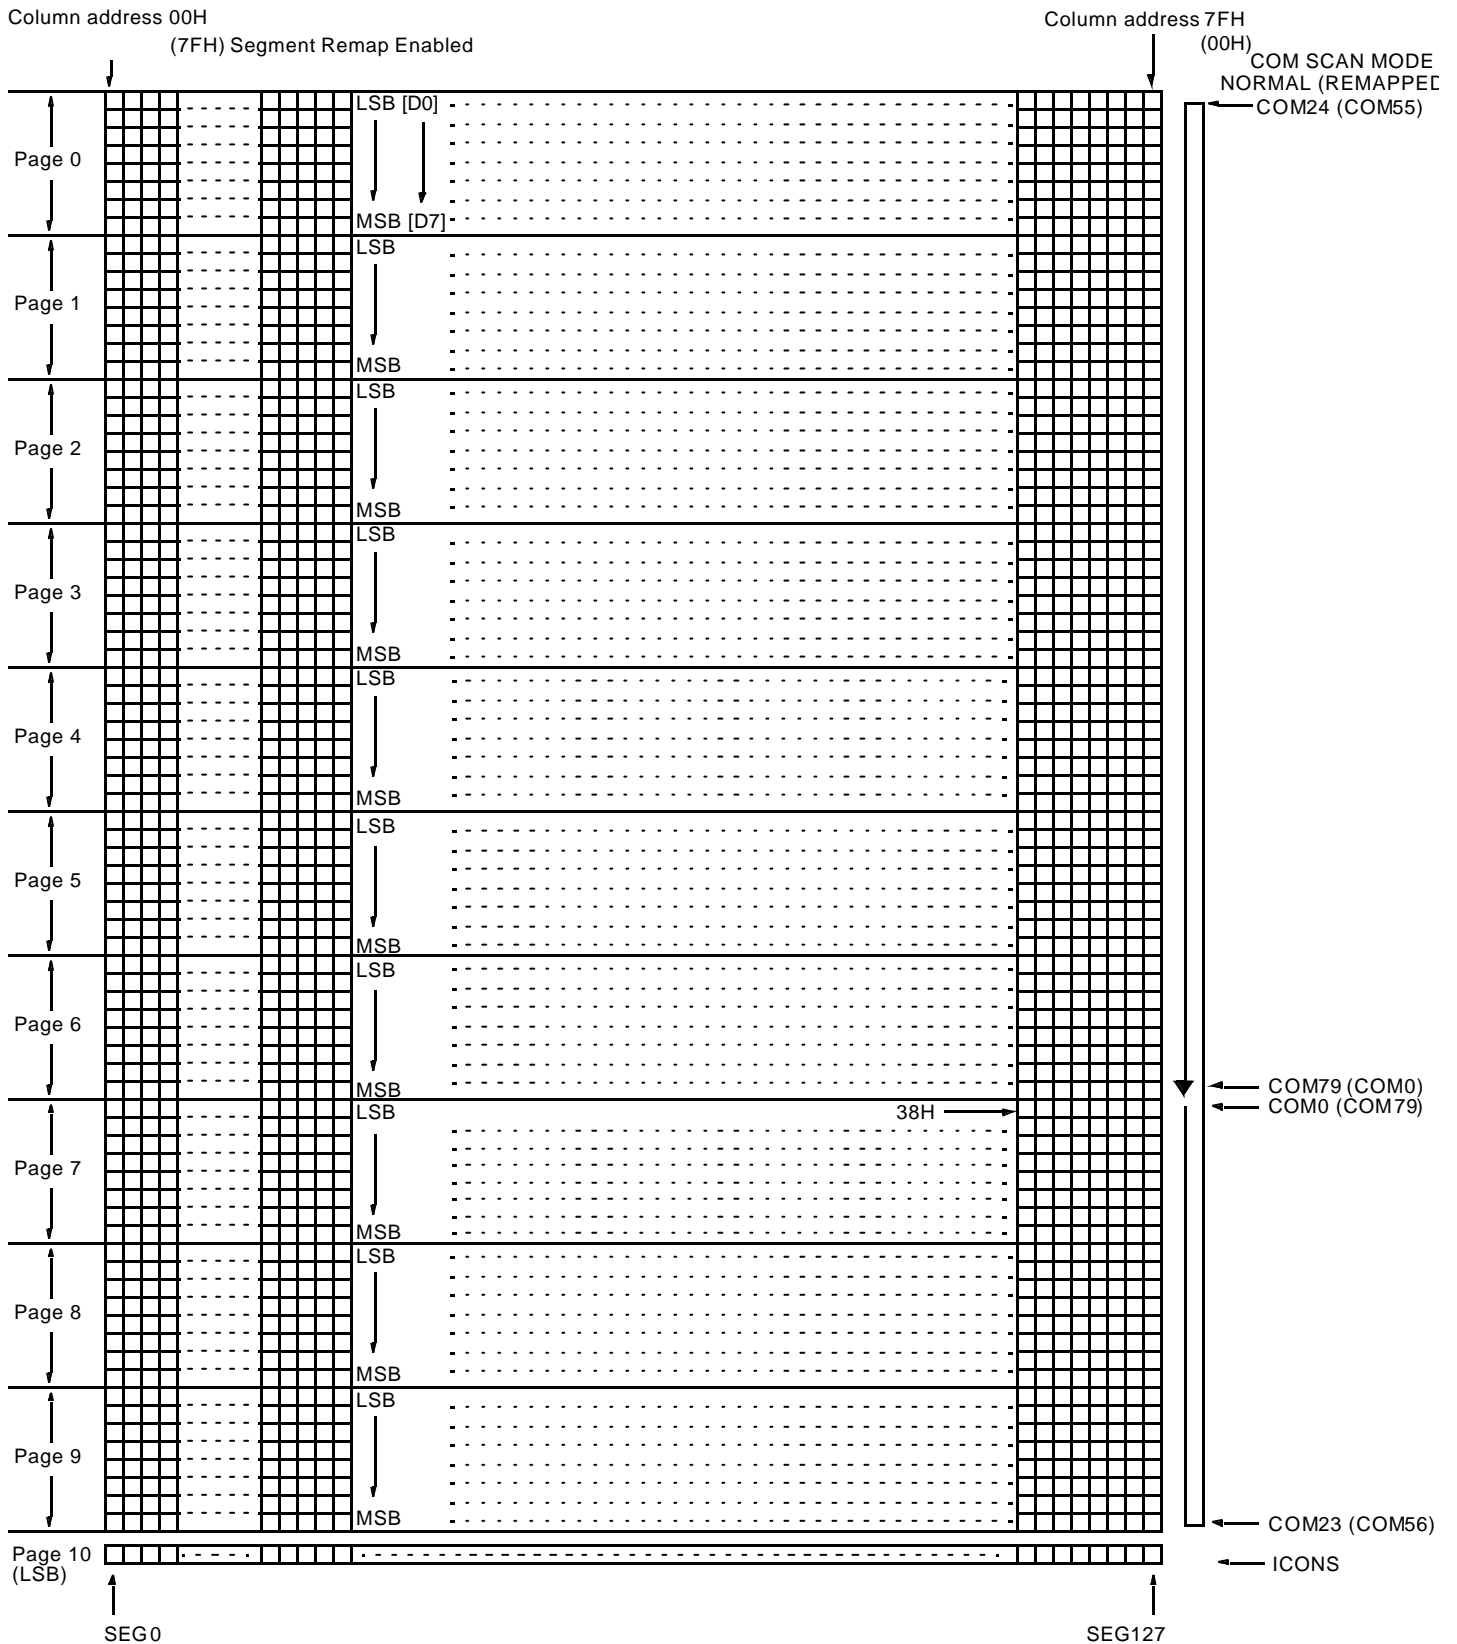 Column address 00H
(7FH) Segment Remap Enabled
Column address 7FH
(00H)
COM SCAN MODE
NORMAL (REMAPPED
COM24 (COM55)
LSB [D0]
Page 0
MSB [D7]
LSB
Page 1
MSB
LSB
Page 2
MSB
LSB
Page 3
MSB
LSB
Page 4
MSB
LSB
Page 5
MSB
LSB
Page 6
MSB
COM79 (COM0)
LSB
38H
COM0 (COM79)
Page 7
MSB
LSB
Page 8
MSB
LSB
Page 9
MSB
COM23 (COM56)
Page 10
(LSB)
ICONS
SEG0
SEG127